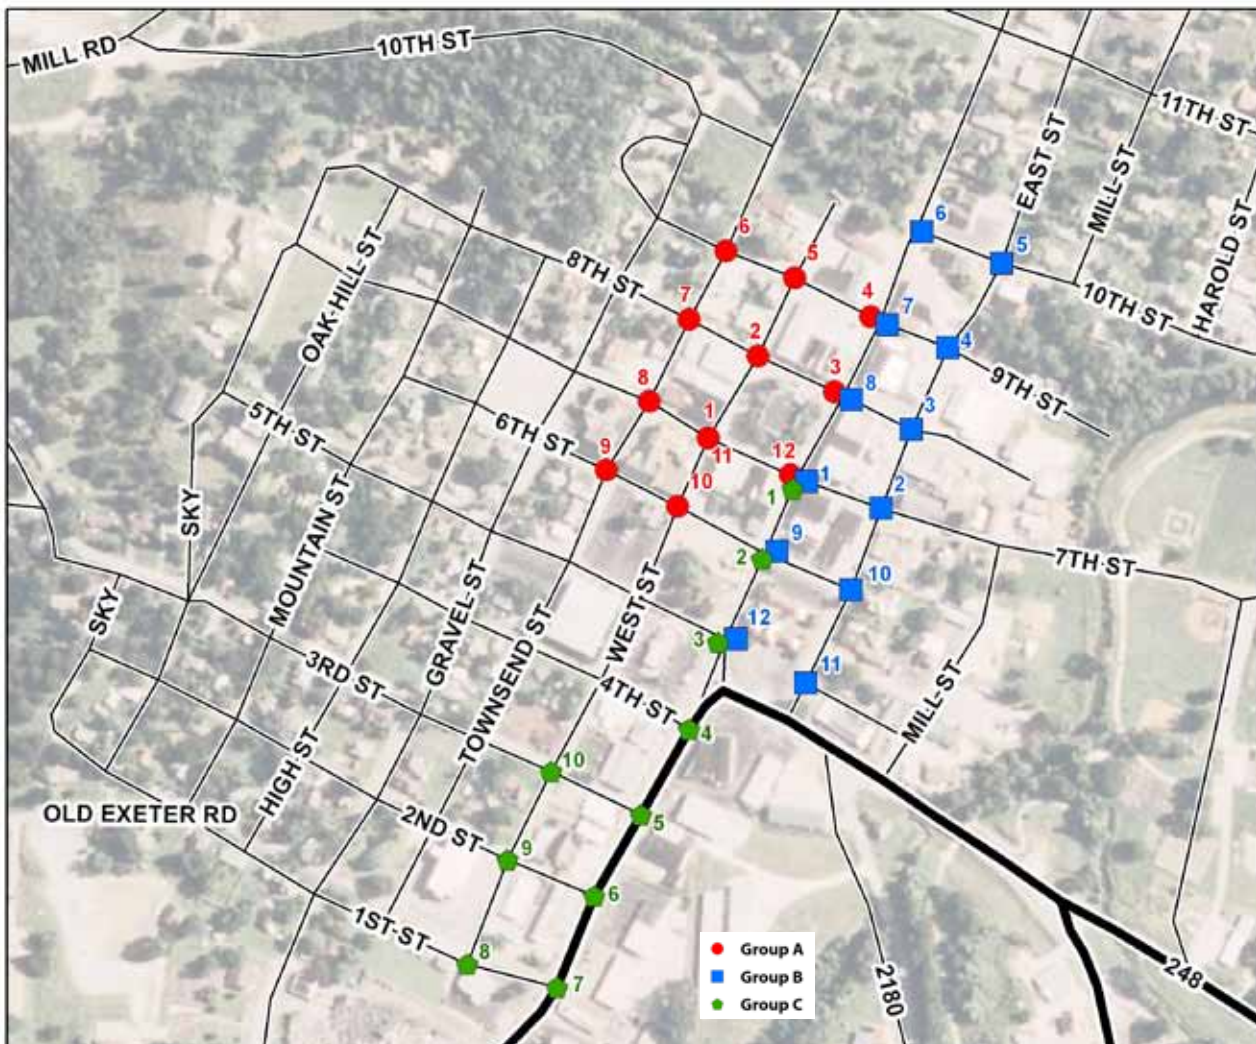 MILL RD
10TH ST
11TH ST
EAST ST
MILL ST
HAROLD ST
6
6
5
5
8TH ST
10TH ST
OAK HILL ST
7
4
7
2
4
3
8
9TH ST
8
3
5TH ST
6TH ST
1
9
11
12
1
SKY
10
1
2
MOUNTAIN ST
9
2
7TH ST
10
SKY
GRAVEL ST
WEST ST
12
3
3RD ST
TOWNSEND ST
11
4TH ST
MILL ST
4
HIGH ST
10
OLD EXETER RD
5
2ND ST
9
6
1ST ST
8
7
Group A
Group B
Group C
2180
248